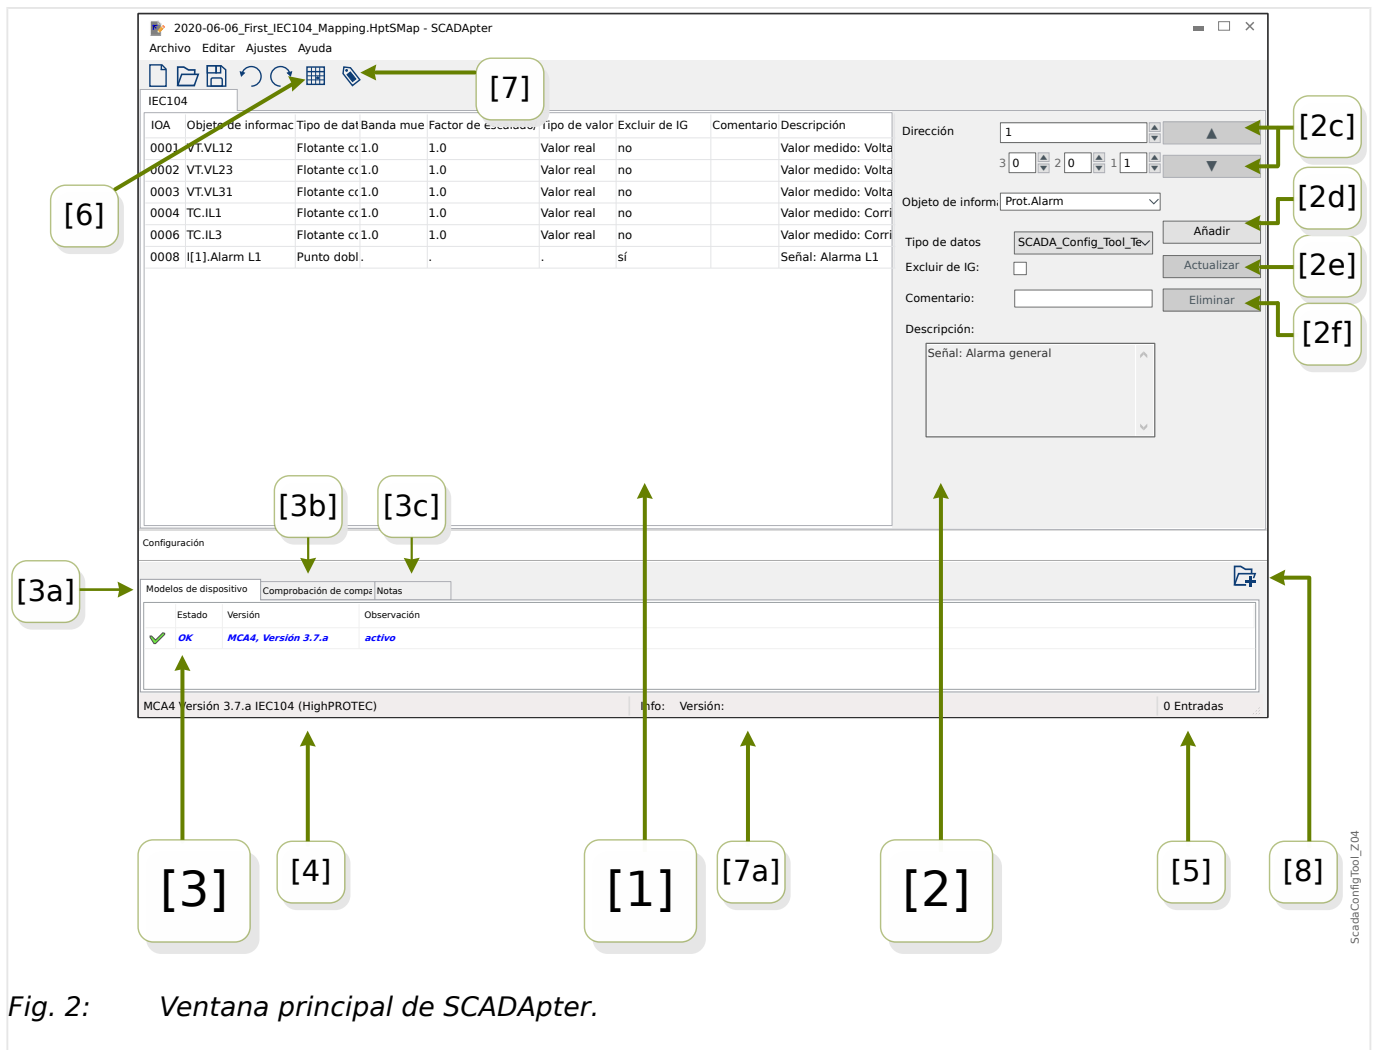 2020-06-06_First_IEC104_Mapping.HptSMap - SCADApter
Archivo Editar Ajustes Ayuda
[7]
IEC104
IOA Objeto de informac Tipo de dat Banda mue Factor de escalado/ Tipo de valor Excluir de IG Comentario Descripción
0001 VT.VL12 Flotante co 1.0 1.0 Valor real no Valor medido: Volta
0002 VT.VL23 Flotante co 1.0 1.0 Valor real no Valor medido: Volta
0003 VT.VL31 Flotante co 1.0 1.0 Valor real no Valor medido: Volta
0004 TC.IL1 Flotante co 1.0 1.0 Valor real no Valor medido: Corri
0006 TC.IL3 Flotante co 1.0 1.0 Valor real no Valor medido: Corri
0008 I[1].Alarm L1 Punto dobl . . . sí Señal: Alarma L1
Dirección 1 ▲
3 0 2 0 1 1 ▼
Objeto de informa Prot.Alarm
Añadir
Tipo de datos SCADA_Config_Tool_Te
Excluir de IG: Actualizar
Comentario: Eliminar
Descripción:
Señal: Alarma general
[2c]
[2d]
[2e]
[2f]
[6]
[3b] [3c]
Configuración
[3a]
Modelos de dispositivo Comprobación de compa Notas
Estado Versión Observación
OK MCA4, Versión 3.7.a activo
MCA4 Versión 3.7.a IEC104 (HighPROTEC) Info: Versión: 0 Entradas
[3] [4] [1] [7a] [2] [5] [8]
ScadaConfigTool_Z04
Fig. 2: Ventana principal de SCADApter.